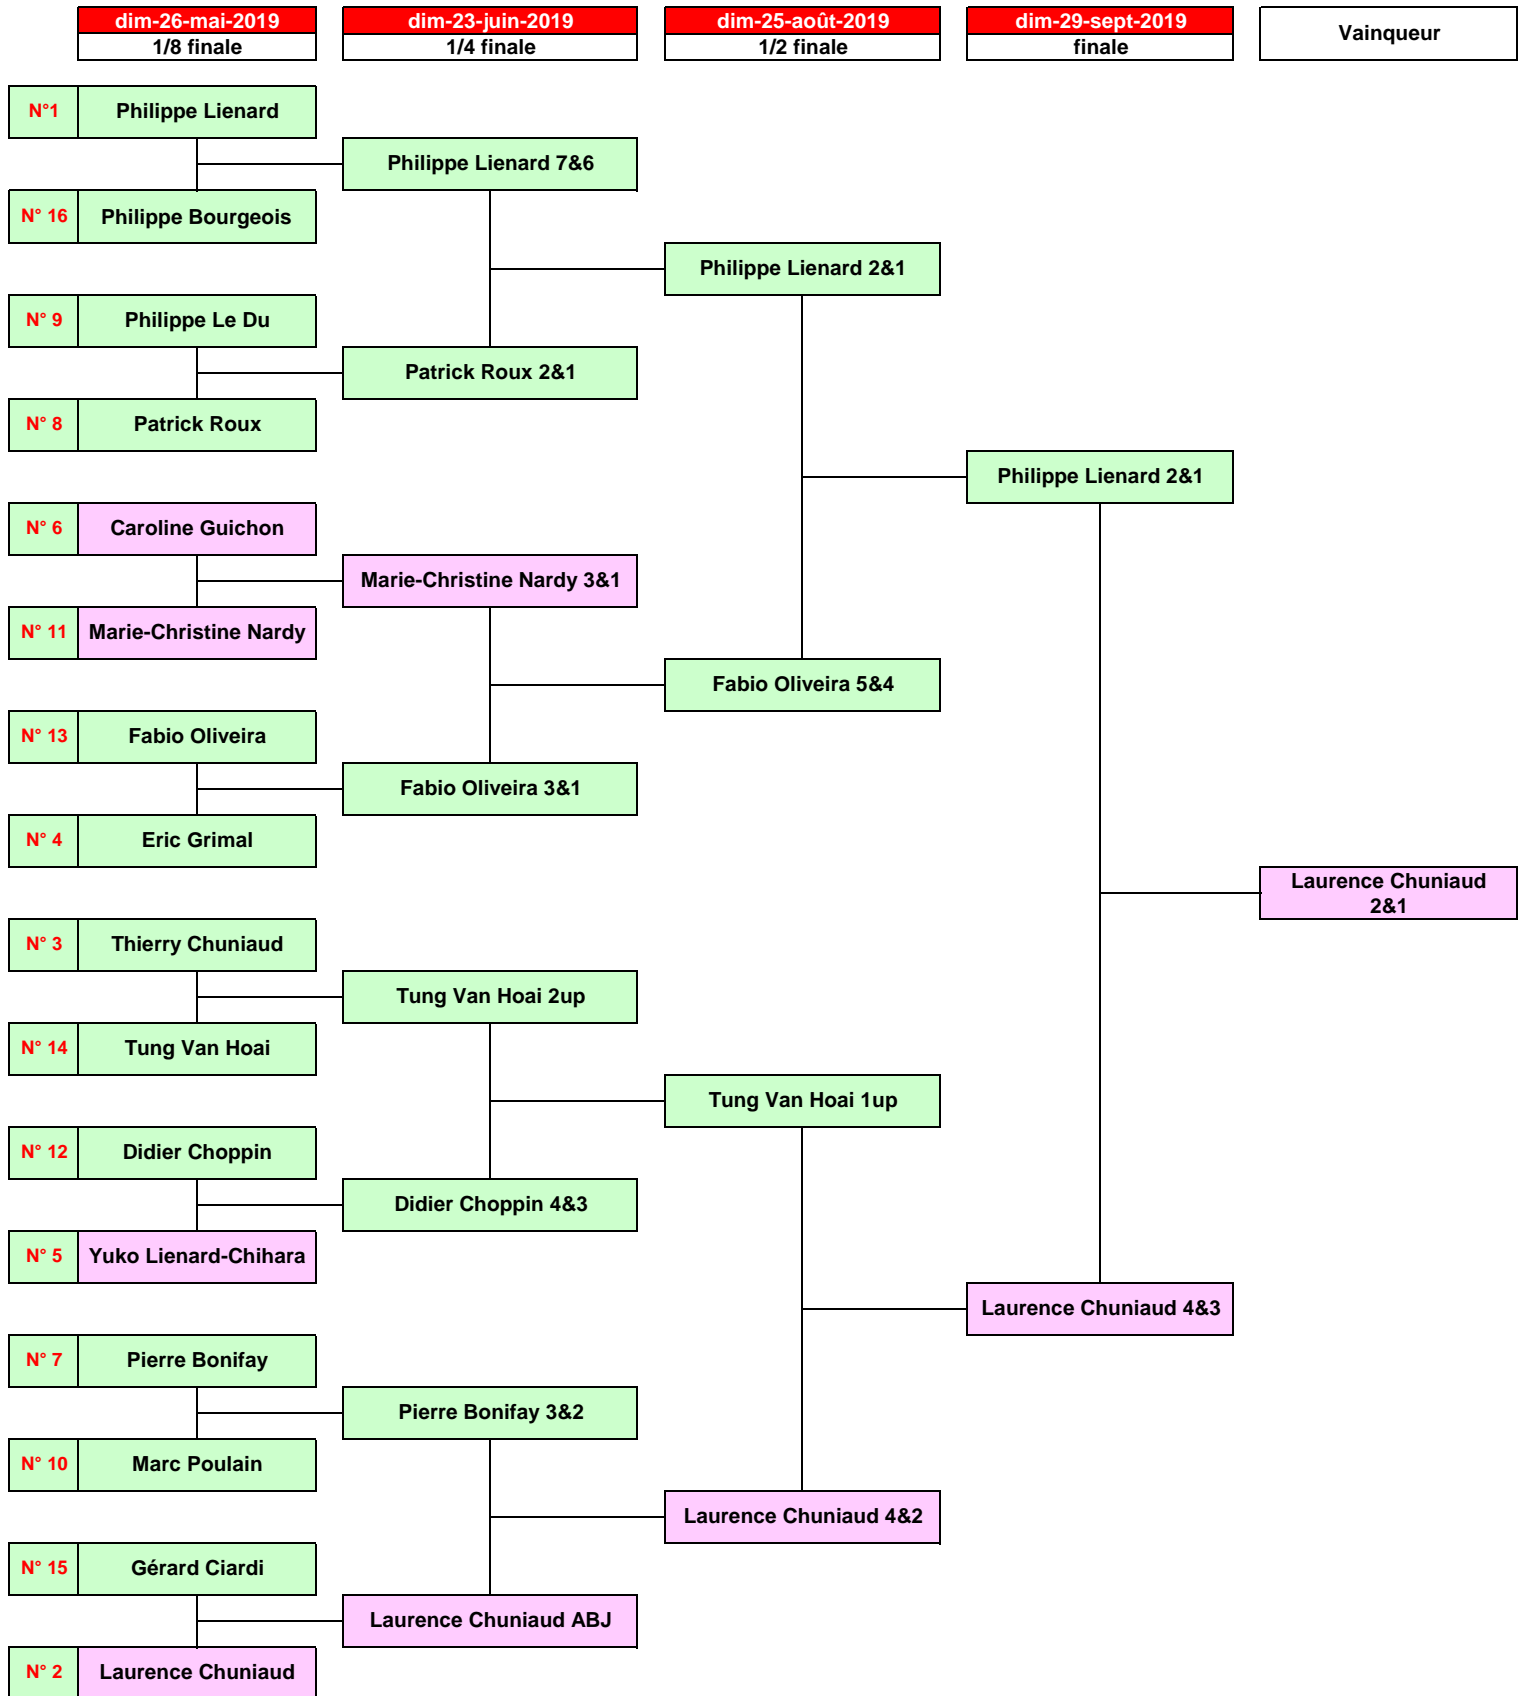 dim-26-mai-2019 dim-23-juin-2019 dim-25-août-2019 dim-29-sept-2019 Vainqueur
1/8 finale 1/4 finale 1/2 finale finale
N°1 Philippe Lienard
Philippe Lienard 7&6
N° 16 Philippe Bourgeois
Philippe Lienard 2&1
N° 9 Philippe Le Du
Patrick Roux 2&1
N° 8 Patrick Roux
Philippe Lienard 2&1
N° 6 Caroline Guichon
Marie-Christine Nardy 3&1
N° 11 Marie-Christine Nardy
Fabio Oliveira 5&4
N° 13 Fabio Oliveira
Fabio Oliveira 3&1
N° 4 Eric Grimal
Laurence Chuniaud
2&1
N° 3 Thierry Chuniaud
Tung Van Hoai 2up
N° 14 Tung Van Hoai
Tung Van Hoai 1up
N° 12 Didier Choppin
Didier Choppin 4&3
N° 5 Yuko Lienard-Chihara
Laurence Chuniaud 4&3
N° 7 Pierre Bonifay
Pierre Bonifay 3&2
N° 10 Marc Poulain
Laurence Chuniaud 4&2
N° 15 Gérard Ciardi
Laurence Chuniaud ABJ
N° 2 Laurence Chuniaud